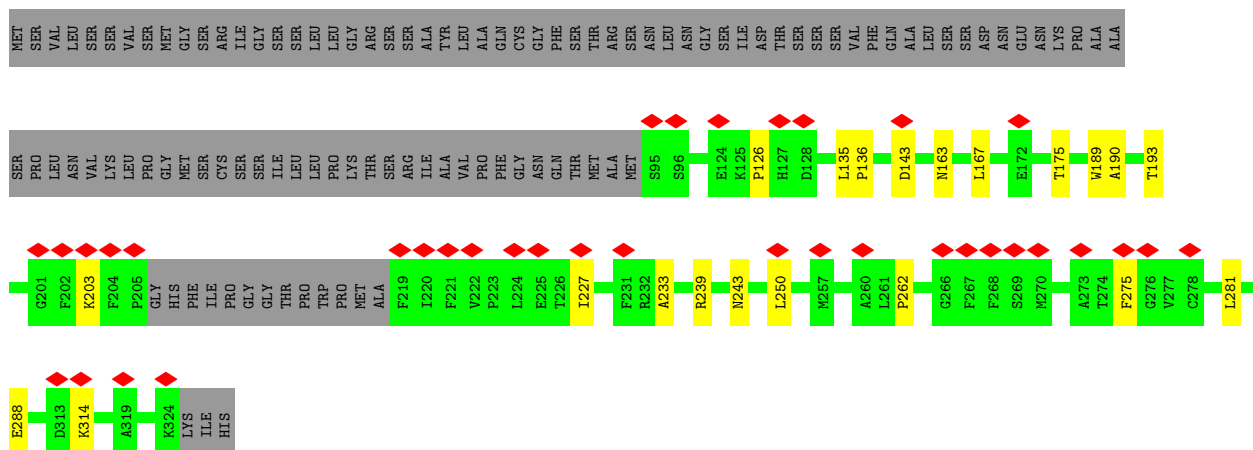 MET SER VAL LEU SER SER VAL SER MET GLY SER ARG ILE GLY SER SER LEU LEU GLY ARG SER SER ALA TYR LEU ALA GLN CYS GLY PHE SER THR ARG SER ASN LEU ASN GLY SER ILE ASP THR SER SER SER VAL PHE GLN ALA LEU SER SER ASP ASN GLU ASN LYS PRO ALA ALA
SER PRO LEU ASN VAL LYS LEU PRO GLY MET SER CYS SER SER ILE LEU LEU PRO LYS THR SER ARG ILE ALA VAL PRO PHE GLY ASN GLN THR MET ALA MET S95 S96 E124 K125 P126 H127 D128 L135 P136 D143 N163 L167 E172 T175 W189 A190 T193
G201 F202 K203 F204 P205 GLY HIS PHE ILE PRO GLY GLY THR PRO TRP PRO MET ALA F219 I220 F221 V222 P223 L224 E225 T226 I227 F231 R232 A233 R239 N243 L250 M257 A260 L261 P262 G266 F267 F268 S269 M270 A273 T274 F275 G276 V277 C278 L281
E288 D313 K314 A319 K324 LYS ILE HIS